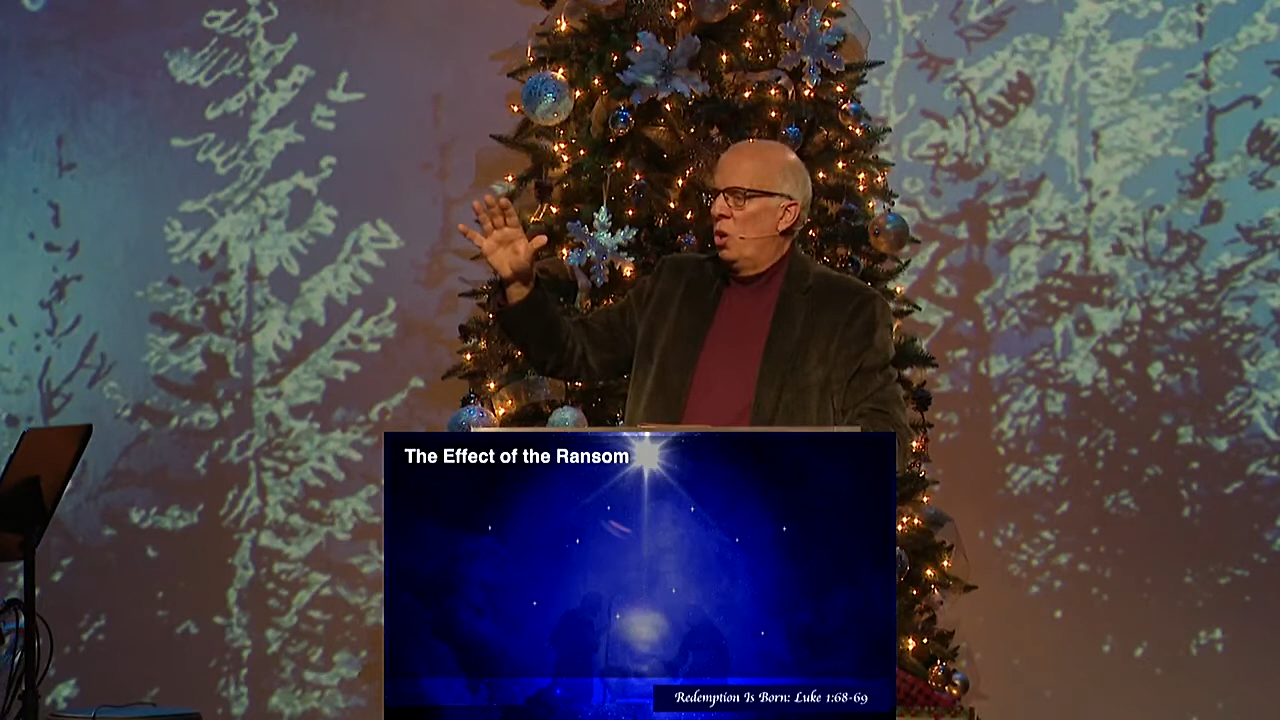 The Effect of the Ransom
Redemption Is Born: Luke 1:68-69